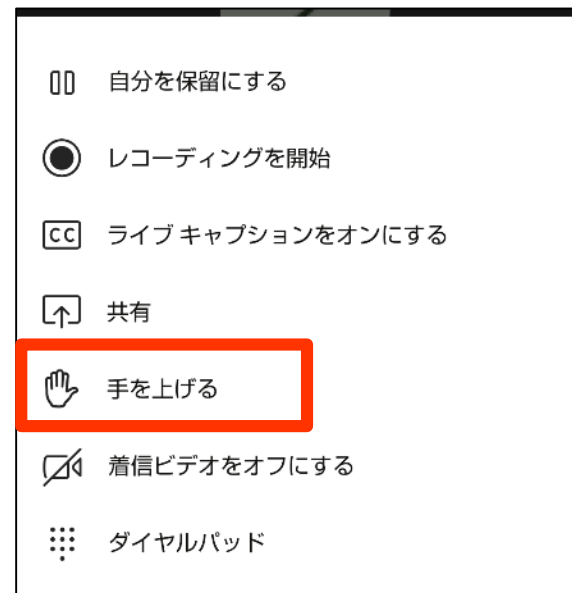 自分を保留にする
レコーディングを開始
CC ライブ キャプションをオンにする
共有
手を上げる
着信ビデオをオフにする
ダイヤルパッド